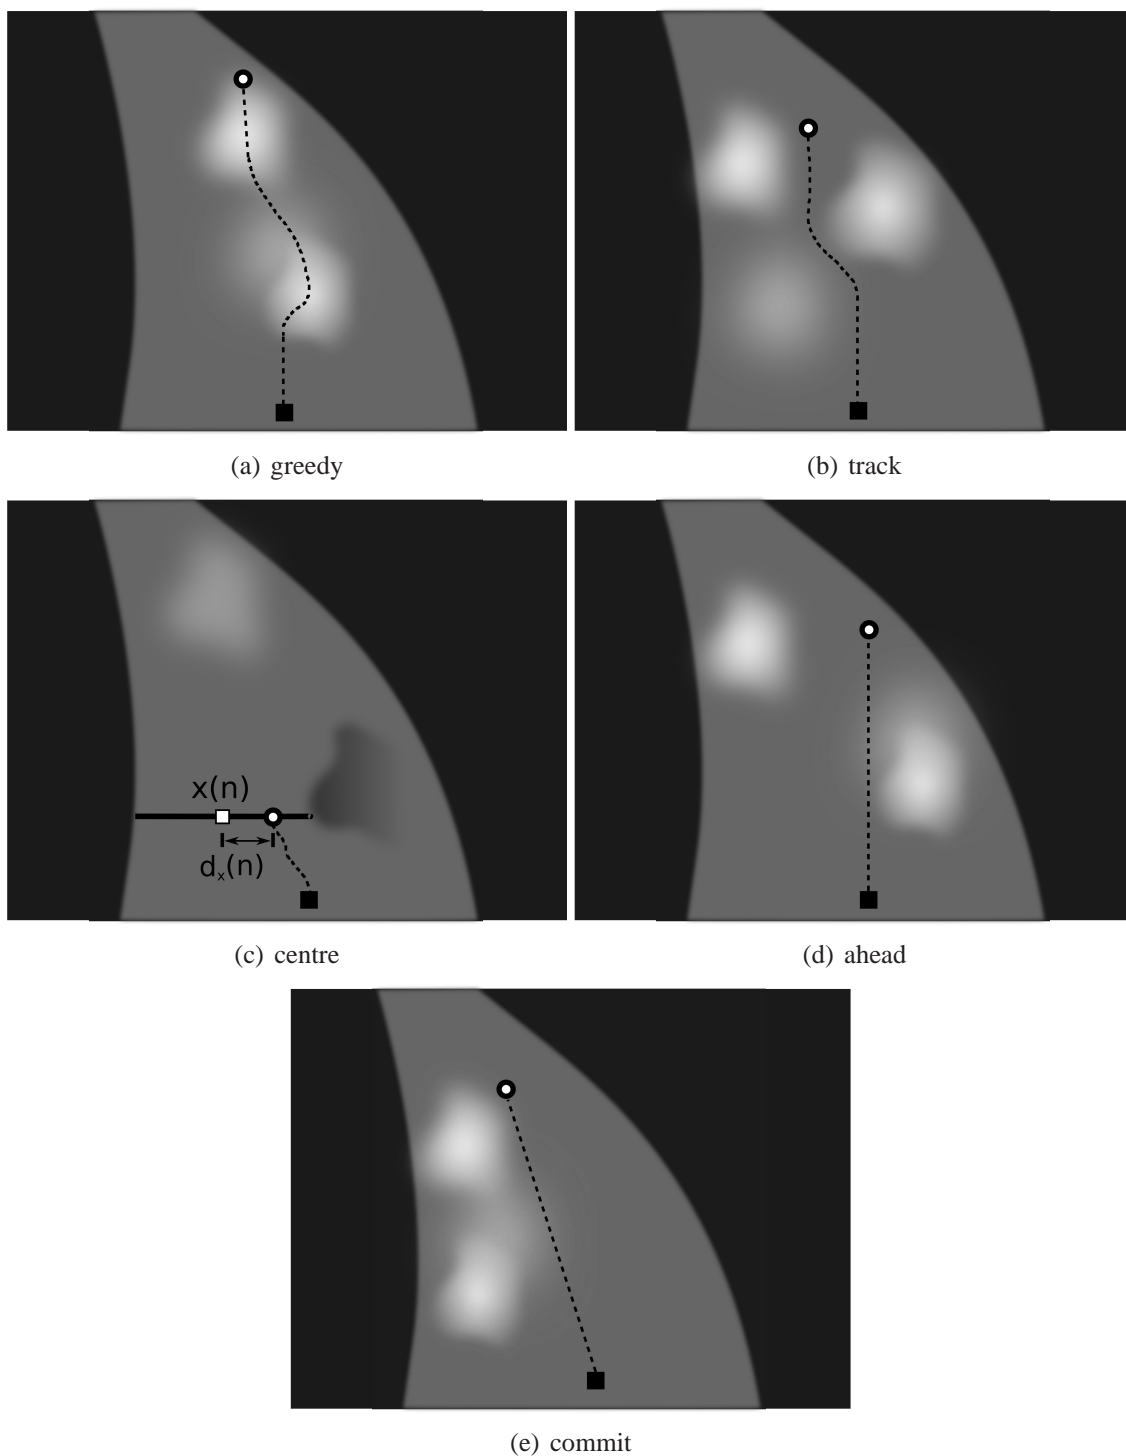 (a) greedy
(b) track
x(n)
dₓ(n)
(c) centre
(d) ahead
(e) commit